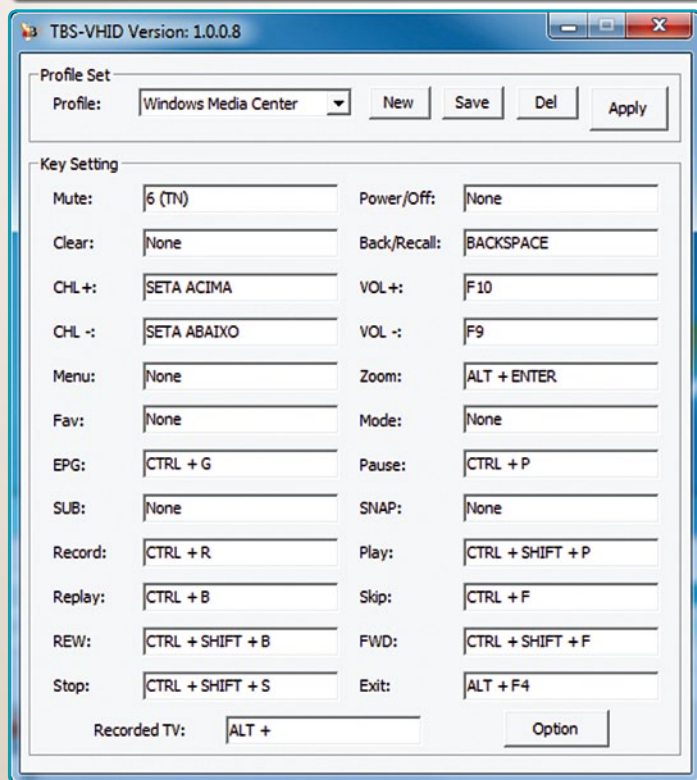 TBS-VHID Version: 1.0.0.8
Profile Set
Profile: Windows Media Center New Save Del Apply
Key Setting
Mute: 6 (TN) Power/Off: None
Clear: None Back/Recall: BACKSPACE
CHL+: SETA ACIMA VOL+: F10
CHL -: SETA ABAIXO VOL -: F9
Menu: None Zoom: ALT + ENTER
Fav: None Mode: None
EPG: CTRL + G Pause: CTRL + P
SUB: None SNAP: None
Record: CTRL + R Play: CTRL + SHIFT + P
Replay: CTRL + B Skip: CTRL + F
REW: CTRL + SHIFT + B FWD: CTRL + SHIFT + F
Stop: CTRL + SHIFT + S Exit: ALT + F4
Recorded TV: ALT + Option